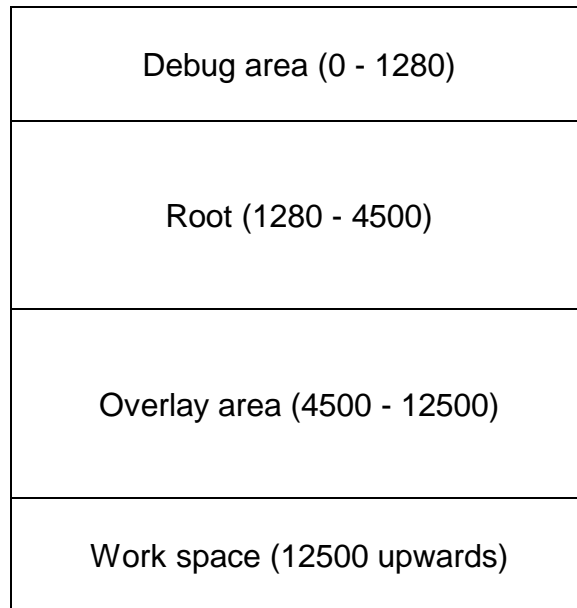 Debug area (0 - 1280)
Root (1280 - 4500)
Overlay area (4500 - 12500)
Work space (12500 upwards)